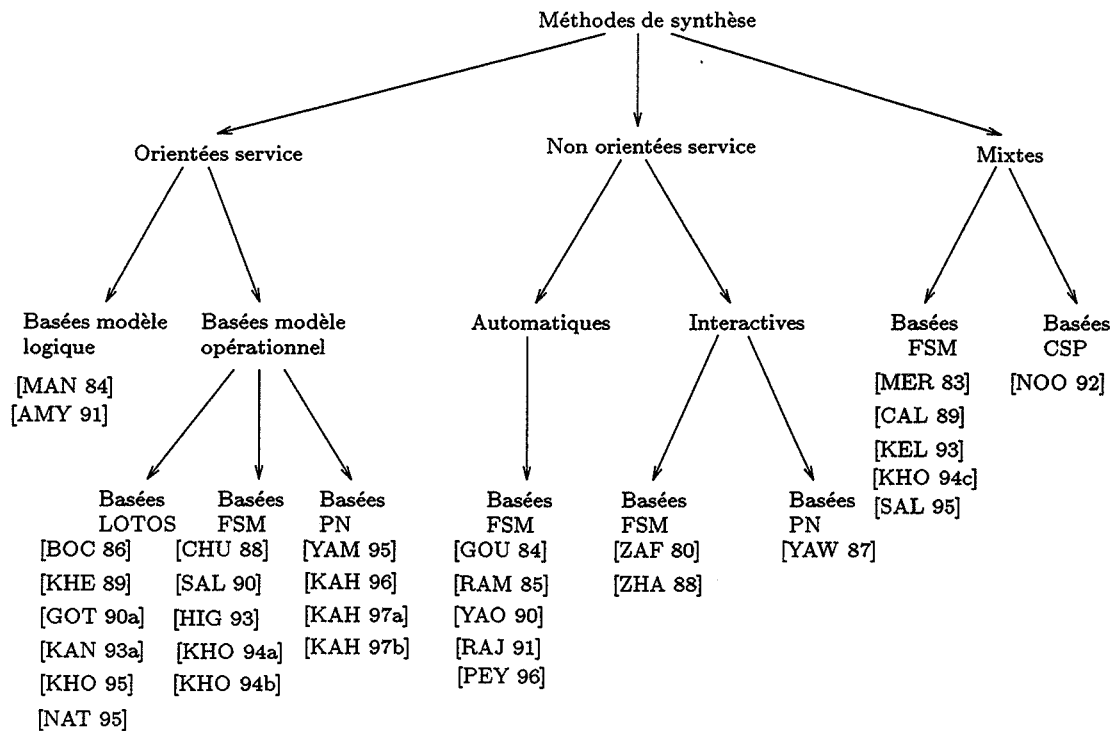 Méthodes de synthèse
Orientées service
Non orientées service
Mixtes
Basées modèle
logique
[MAN 84]
[AMY 91]
Basées modèle
opérationnel
Automatiques
Interactives
Basées
FSM
[MER 83]
[CAL 89]
[KEL 93]
[KHO 94c]
[SAL 95]
Basées
CSP
[NOO 92]
Basées
LOTOS
[BOC 86]
[KHE 89]
[GOT 90a]
[KAN 93a]
[KHO 95]
[NAT 95]
Basées
FSM
[CHU 88]
[SAL 90]
[HIG 93]
[KHO 94a]
[KHO 94b]
Basées
PN
[YAM 95]
[KAH 96]
[KAH 97a]
[KAH 97b]
Basées
FSM
[GOU 84]
[RAM 85]
[YAO 90]
[RAJ 91]
[PEY 96]
Basées
FSM
[ZAF 80]
[ZHA 88]
Basées
PN
[YAW 87]